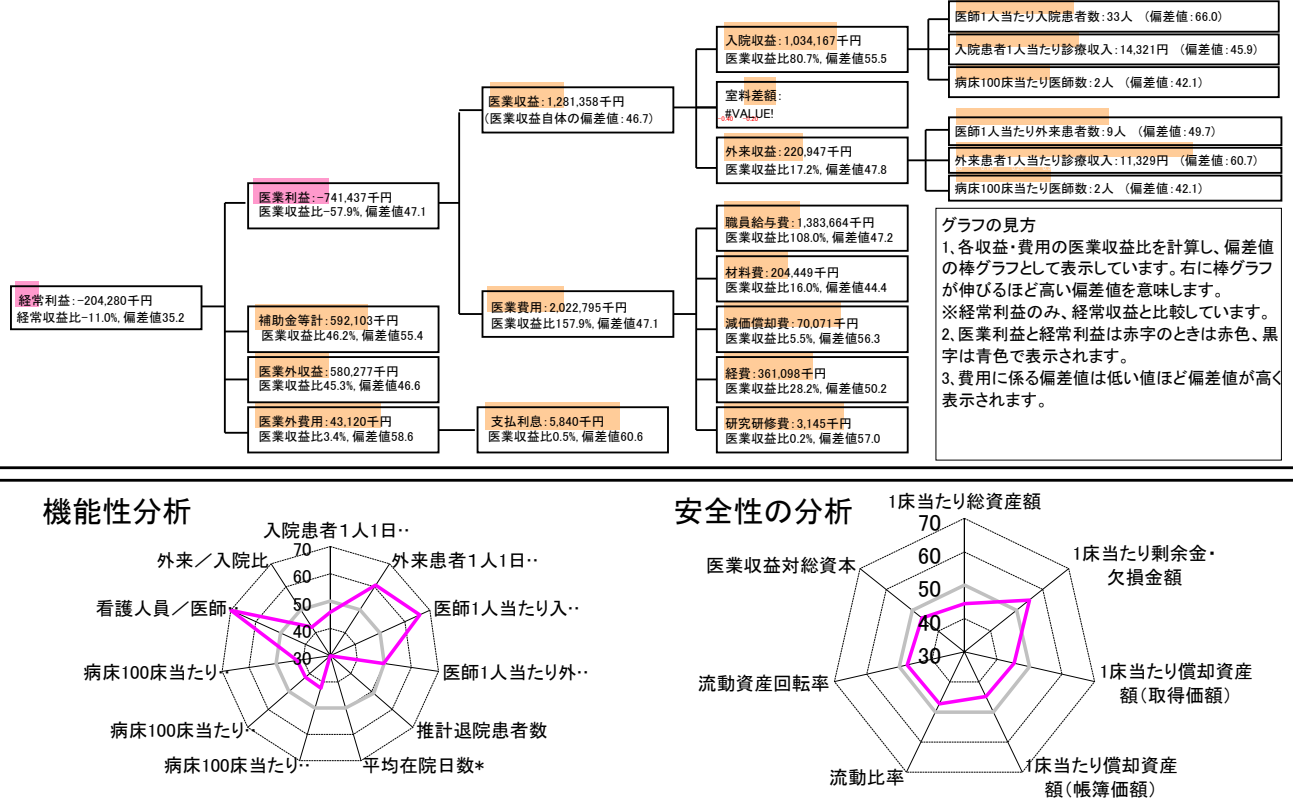 医師1人当たり入院患者数:33人 (偏差値:66.0)
入院収益:1,034,167千円
医業収益比80.7%, 偏差値55.5
入院患者1人当たり診療収入:14,321円 (偏差値:45.9)
病床100床当たり医師数:2人 (偏差値:42.1)
医業収益:1,281,358千円
(医業収益自体の偏差値:46.7)
室料差額:
#VALUE!
医師1人当たり外来患者数:9人 (偏差値:49.7)
外来収益:220,947千円
医業収益比17.2%, 偏差値47.8
外来患者1人当たり診療収入:11,329円 (偏差値:60.7)
病床100床当たり医師数:2人 (偏差値:42.1)
医業利益:-741,437千円
医業収益比-57.9%, 偏差値47.1
職員給与費:1,383,664千円
医業収益比108.0%, 偏差値47.2
材料費:204,449千円
医業収益比16.0%, 偏差値44.4
経常利益:-204,280千円
経常収益比-11.0%, 偏差値35.2
医業費用:2,022,795千円
医業収益比157.9%, 偏差値47.1
補助金等計:592,103千円
医業収益比46.2%, 偏差値55.4
減価償却費:70,071千円
医業収益比5.5%, 偏差値56.3
医業外収益:580,277千円
医業収益比45.3%, 偏差値46.6
経費:361,098千円
医業収益比28.2%, 偏差値50.2
医業外費用:43,120千円
医業収益比3.4%, 偏差値58.6
支払利息:5,840千円
医業収益比0.5%, 偏差値60.6
研究研修費:3,145千円
医業収益比0.2%, 偏差値57.0
グラフの見方
1、各収益・費用の医業収益比を計算し、偏差値
の棒グラフとして表示しています。右に棒グラフ
が伸びるほど高い偏差値を意味します。
※経常利益のみ、経常収益と比較しています。
2、医業利益と経常利益は赤字のときは赤色、黒
字は青色で表示されます。
3、費用に係る偏差値は低い値ほど偏差値が高く
表示されます。
機能性分析
入院患者1人1日‥
外来患者1人1日‥
医師1人当たり入‥
医師1人当たり外‥
推計退院患者数
平均在院日数*
病床100床当たり‥
病床100床当たり‥
病床100床当たり‥
看護人員/医師‥
外来/入院比
70
60
50
40
30
安全性の分析
1床当たり総資産額
1床当たり剰余金・
欠損金額
1床当たり償却資産
額(取得価額)
1床当たり償却資産
額(帳簿価額)
流動比率
流動資産回転率
医業収益対総資本
70
60
50
40
30